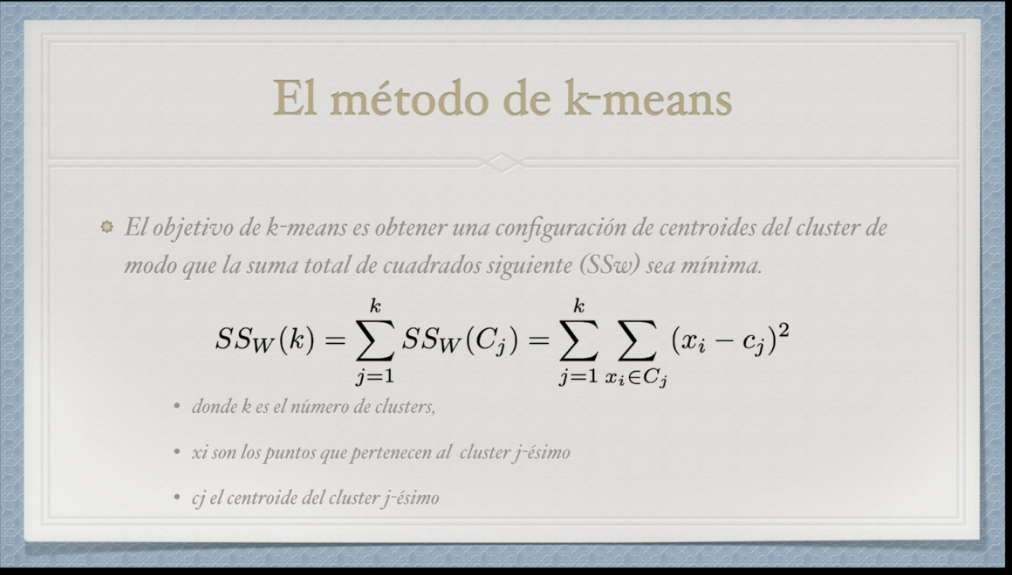 El método de k-means
El objetivo de k-means es obtener una configuración de centroides del cluster de
modo que la suma total de cuadrados siguiente (SSw) sea mínima.
$SS_W(k) = \sum_{j=1}^{k} SS_W(C_j) = \sum_{j=1}^{k} \sum_{x_i \in C_j} (x_i - c_j)^2$
• donde k es el número de clusters,
• xi son los puntos que pertenecen al cluster j-ésimo
• cj el centroide del cluster j-ésimo